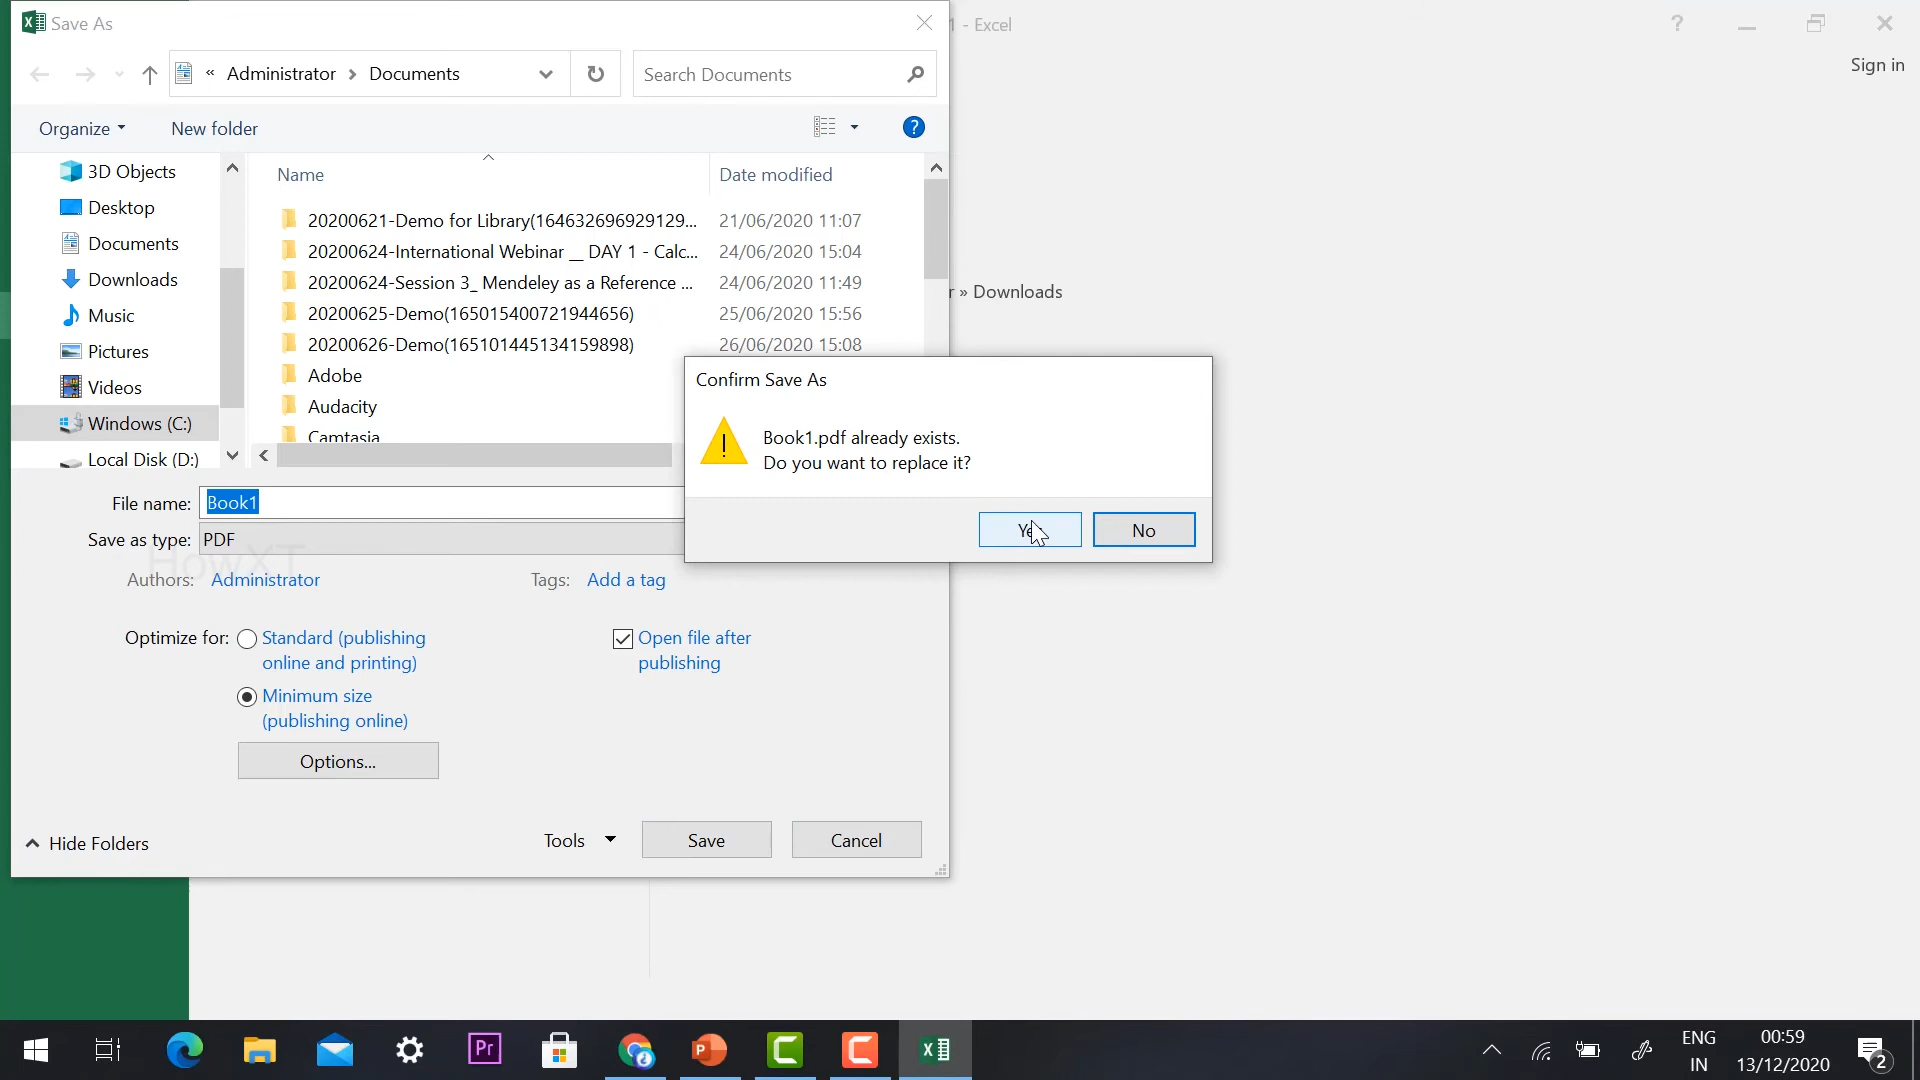 Save As
1 - Excel
Sign in
« Administrator > Documents
Search Documents
Organize
New folder
3D Objects
Desktop
Documents
Downloads
Music
Pictures
Videos
Windows (C:)
Local Disk (D:)
Name
Date modified
20200621-Demo for Library(164632696929129...
21/06/2020 11:07
20200624-International Webinar __ DAY 1 - Calc...
24/06/2020 15:04
20200624-Session 3_ Mendeley as a Reference ...
24/06/2020 11:49
20200625-Demo(165015400721944656)
25/06/2020 15:56
20200626-Demo(165101445134159898)
26/06/2020 15:08
Adobe
Audacity
Camtasia
r » Downloads
Confirm Save As
Book1.pdf already exists.
Do you want to replace it?
Yes
No
File name: Book1
Save as type: PDF
HowXT
Authors: Administrator
Tags: Add a tag
Optimize for: Standard (publishing
online and printing)
Minimum size
(publishing online)
Open file after
publishing
Options...
Hide Folders
Tools
Save
Cancel
Pr
ENG
IN
00:59
13/12/2020
2